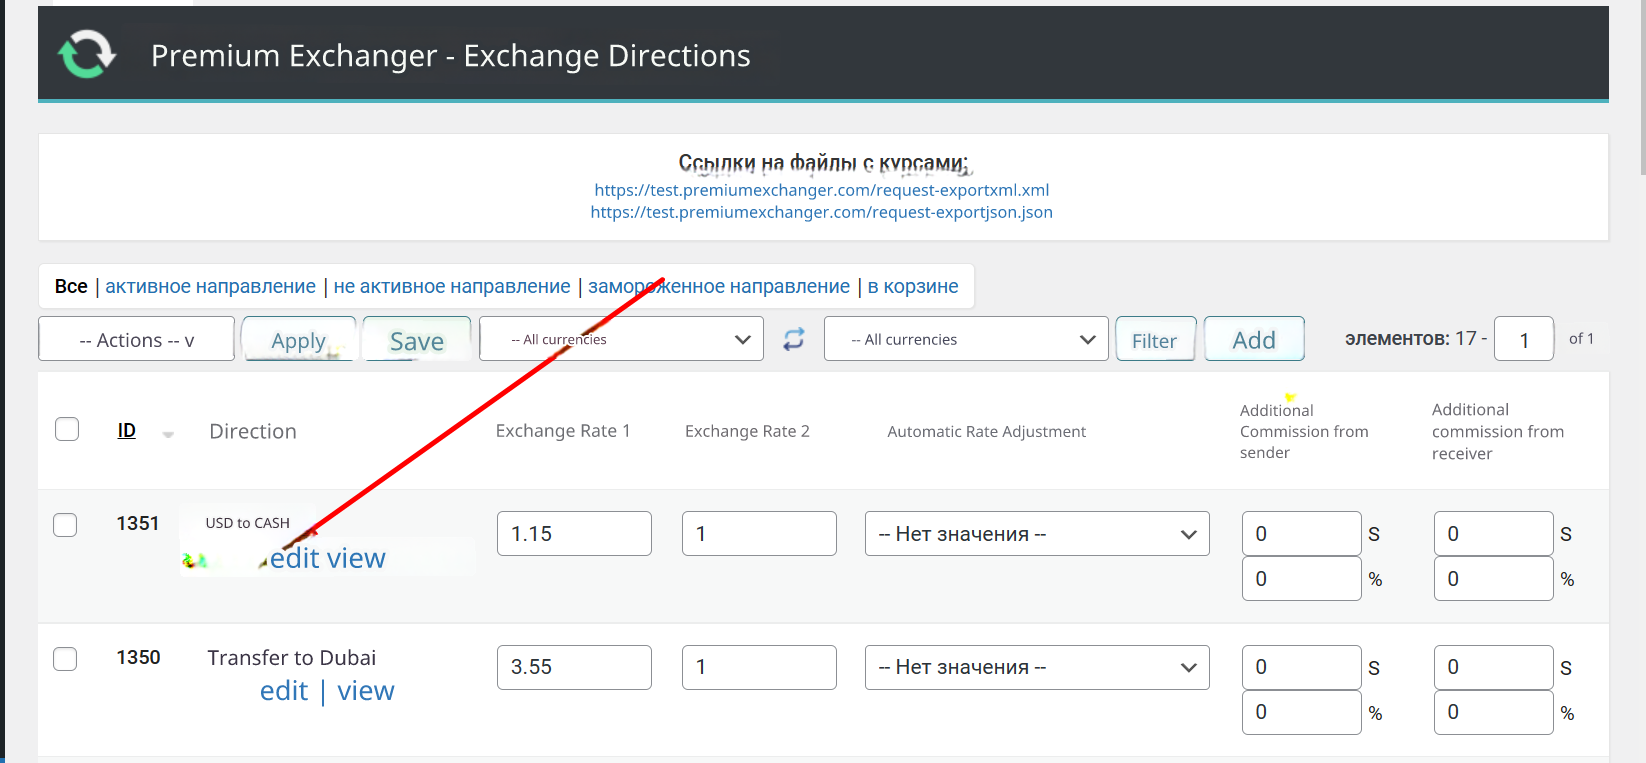 Premium Exchanger - Exchange Directions
Ссылки на файлы с курсами:
https://test.premiumexchanger.com/request-exportxml.xml
https://test.premiumexchanger.com/request-exportjson.json
Все | активное направление | не активное направление | замороженное направление | в корзине
-- Actions -- v Apply Save -- All currencies -- All currencies Filter Add элементов: 17 - 1 of 1
ID Direction Exchange Rate 1 Exchange Rate 2 Automatic Rate Adjustment
Additional
Commission from
sender
Additional
commission from
receiver
1351 USD to CASH 1.15 1 -- Нет значения -- 0 S 0 S
edit view 0 % 0 %
1350 Transfer to Dubai 3.55 1 -- Нет значения -- 0 S 0 S
edit | view 0 % 0 %